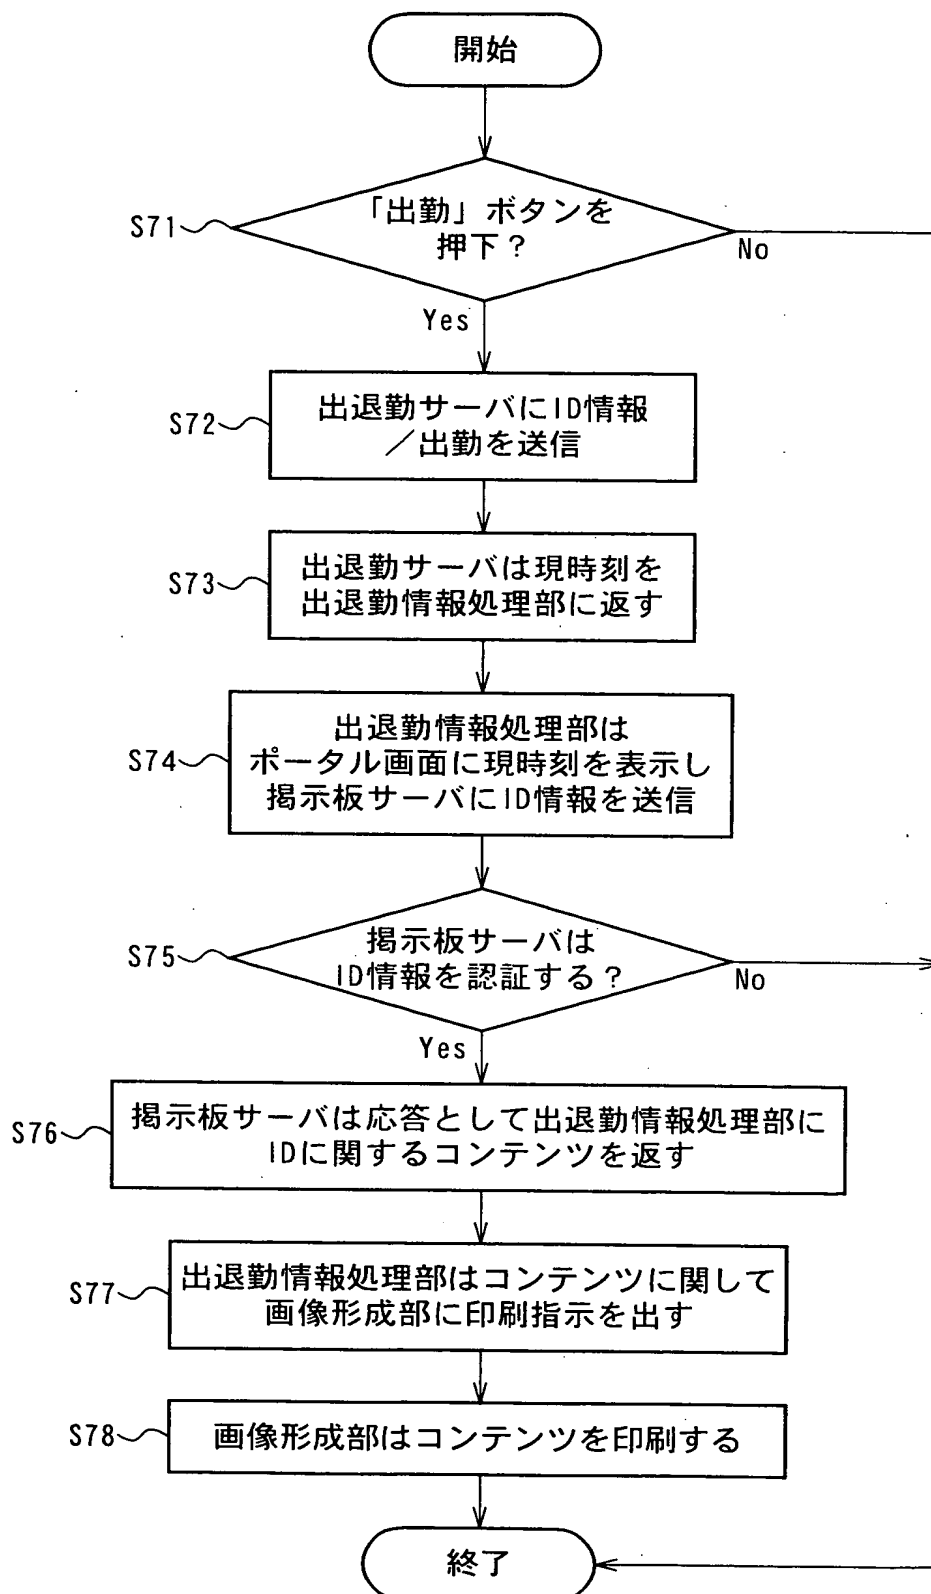 開始
S71
「出勤」ボタンを
押下？
No
Yes
S72
出退勤サーバにID情報
／出勤を送信
S73
出退勤サーバは現時刻を
出退勤情報処理部に返す
S74
出退勤情報処理部は
ポータル画面に現時刻を表示し
掲示板サーバにID情報を送信
S75
掲示板サーバは
ID情報を認証する？
No
Yes
S76
掲示板サーバは応答として出退勤情報処理部に
IDに関するコンテンツを返す
S77
出退勤情報処理部はコンテンツに関して
画像形成部に印刷指示を出す
S78
画像形成部はコンテンツを印刷する
終了